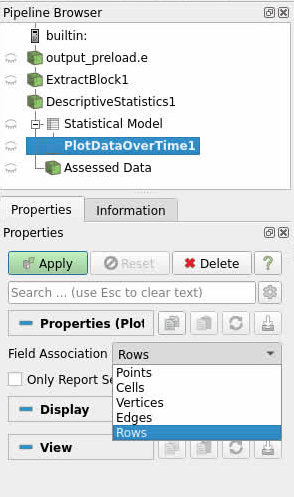 Pipeline Browser
builtin:
output_preload.e
ExtractBlock1
DescriptiveStatistics1
Statistical Model
PlotDataOverTime1
Assessed Data
Properties Information
Properties
Apply Reset Delete ?
Search ... (use Esc to clear text)
Properties (Plot
Field Association Rows
Points
Only Report Se
Cells
Vertices
Display
Edges
Rows
View